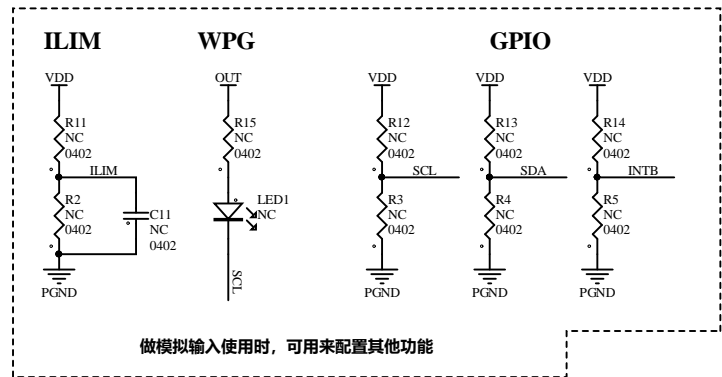 ILIM
WPG
GPIO
VDD
OUT
VDD
VDD
VDD
R11
NC
0402
R15
NC
0402
R12
NC
0402
R13
NC
0402
R14
NC
0402
ILIM
SCL
SDA
INTB
R2
NC
0402
C11
NC
0402
LED1
NC
R3
NC
0402
R4
NC
0402
R5
NC
0402
PGND
SCL
PGND
PGND
PGND
做模拟输入使用时，可用来配置其他功能